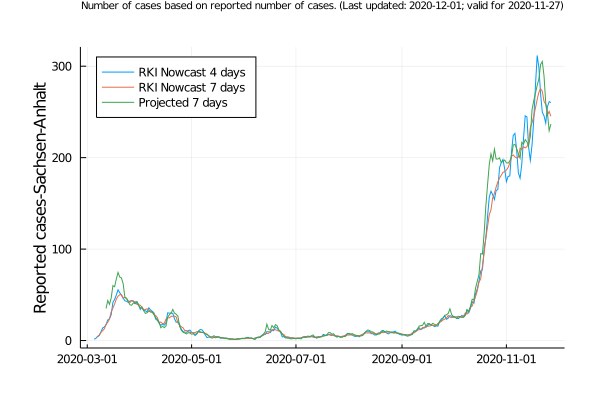 Number of cases based on reported number of cases. (Last updated: 2020-12-01; valid for 2020-11-27)
Reported cases-Sachsen-Anhalt
300
200
100
0
RKI Nowcast 4 days
RKI Nowcast 7 days
Projected 7 days
2020-03-01 2020-05-01 2020-07-01 2020-09-01 2020-11-01